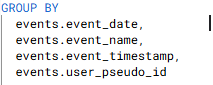 GROUP BY
events.event_date,
events.event_name,
events.event_timestamp,
events.user_pseudo_id